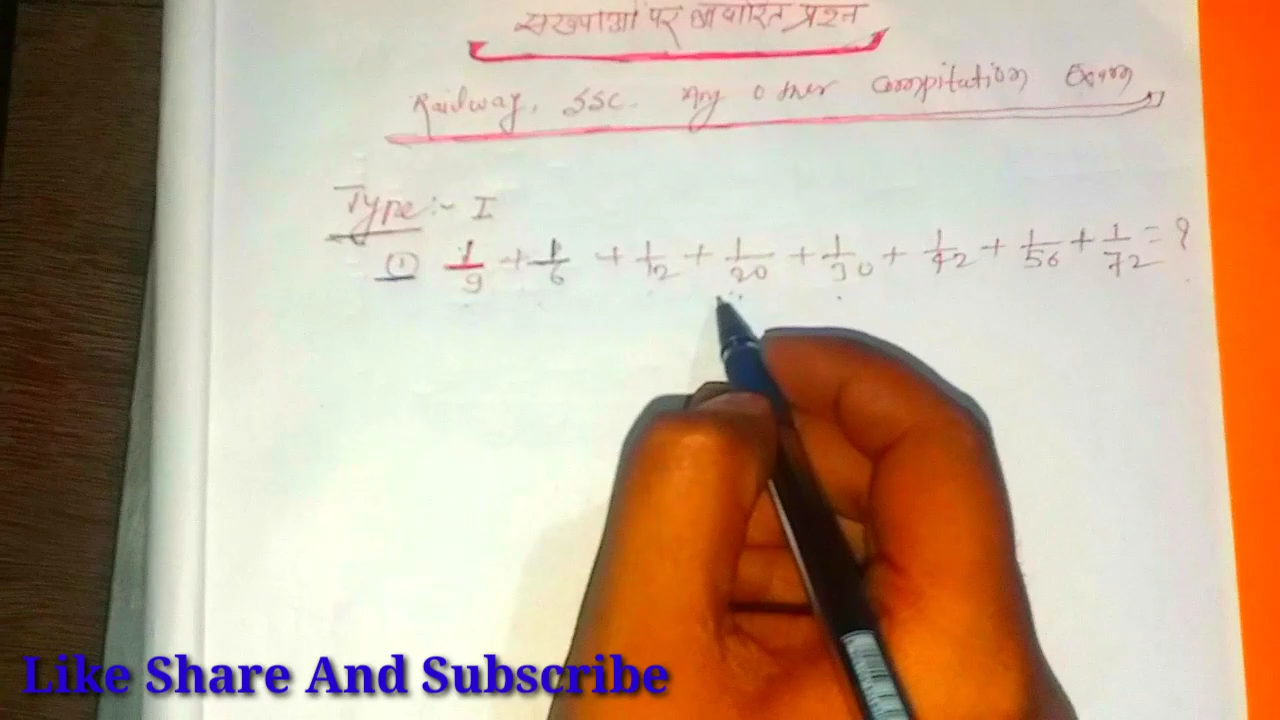 संख्याओ पर आधारित प्रश्न
Railway, SSC. Any other Compitation Exam
Type:- I
① 1/9 + 1/6 + 1/12 + 1/20 + 1/30 + 1/42 + 1/56 + 1/72 = ?
Like Share And Subscribe